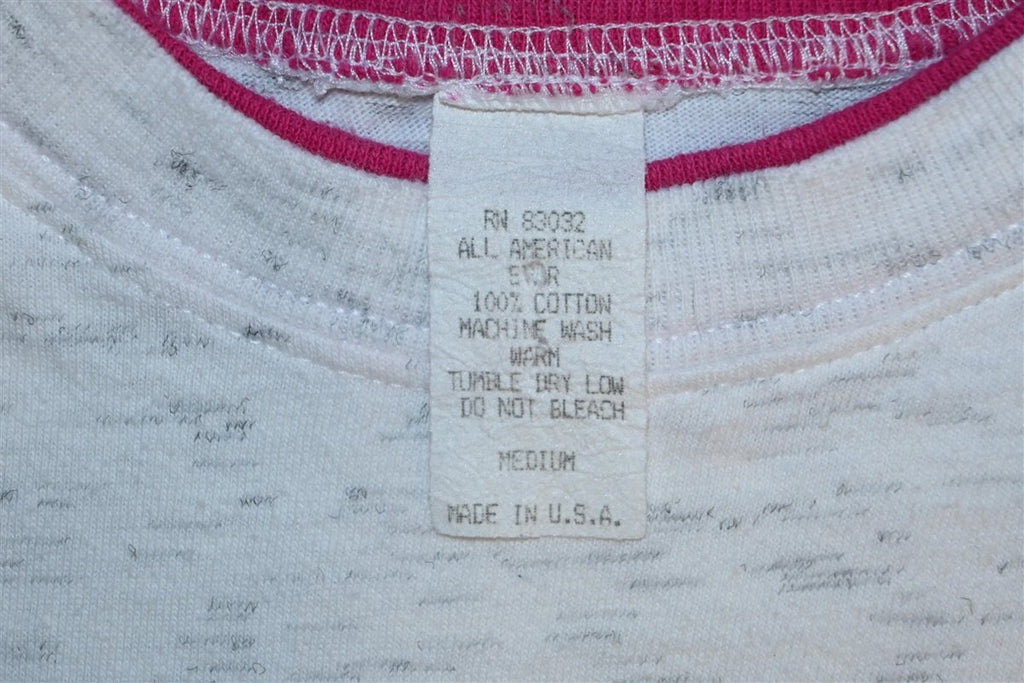 RN 83032
ALL AMERICAN
100% COTTON
MACHINE WASH
WARM
TUMBLE DRY LOW
DO NOT BLEACH
MEDIUM
MADE IN U.S.A.